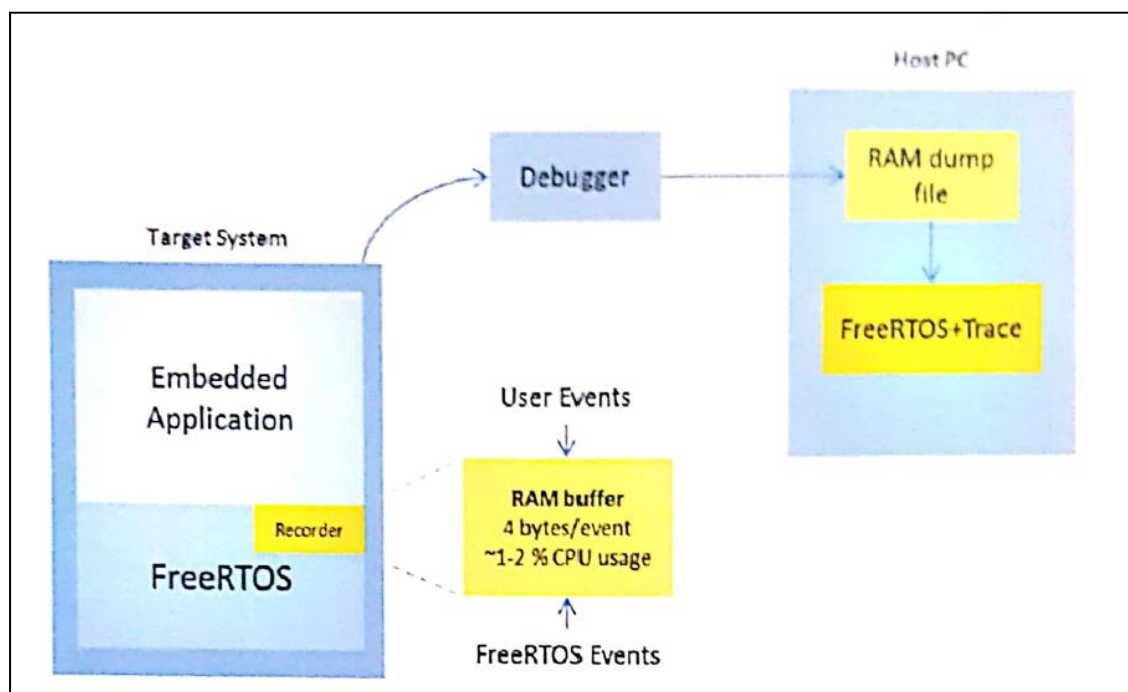 Host PC
RAM dump
file
Debugger
FreeRTOS+Trace
Target System
Embedded
Application
Recorder
FreeRTOS
User Events
RAM buffer
4 bytes/event
~1-2 % CPU usage
FreeRTOS Events